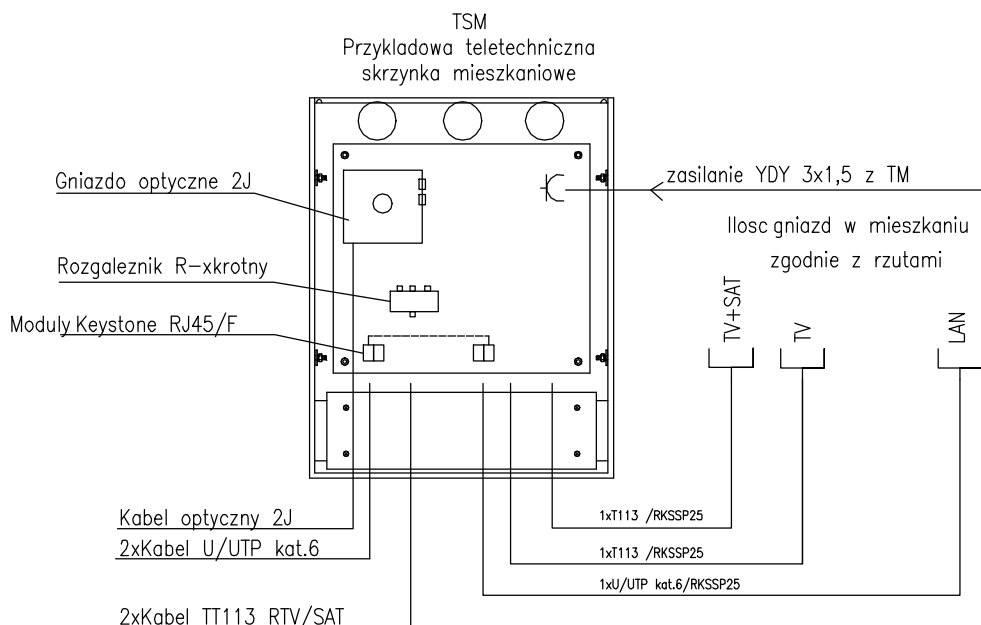 TSM
Przykladowa teletechniczna
skrzynka mieszkaniowe
Gniazdo optyczne 2J
zasilanie YDY 3x1,5 z TM
Ilosc gniazd w mieszkaniu
zgodnie z rzutami
Rozgaleznik R-xkrotny
Moduly Keystone RJ45/F
TV+SAT
TV
LAN
Kabel optyczny 2J
1xT113 /RKSSP25
2xKabel U/UTP kat.6
1xT113 /RKSSP25
1xU/UTP kat.6/RKSSP25
2xKabel TT113 RTV/SAT